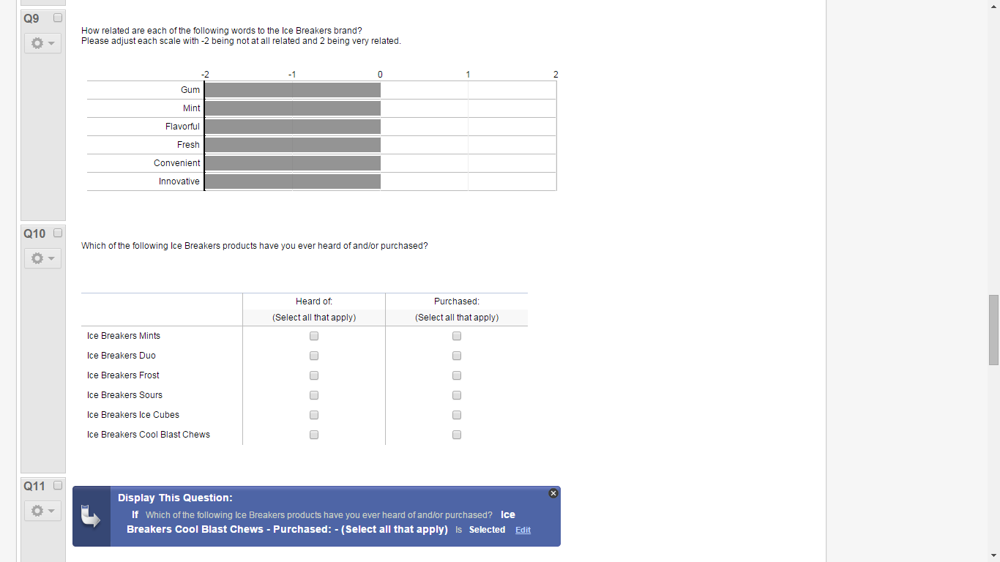 Q9
How related are each of the following words to the Ice Breakers brand?
Please adjust each scale with -2 being not at all related and 2 being very related.
-2 -1 0 1 2
Gum
Mint
Flavorful
Fresh
Convenient
Innovative
Q10
Which of the following Ice Breakers products have you ever heard of and/or purchased?
Heard of: Purchased:
(Select all that apply) (Select all that apply)
Ice Breakers Mints
Ice Breakers Duo
Ice Breakers Frost
Ice Breakers Sours
Ice Breakers Ice Cubes
Ice Breakers Cool Blast Chews
Q11
Display This Question:
If Which of the following Ice Breakers products have you ever heard of and/or purchased? Ice
Breakers Cool Blast Chews - Purchased: - (Select all that apply) Is Selected Edit